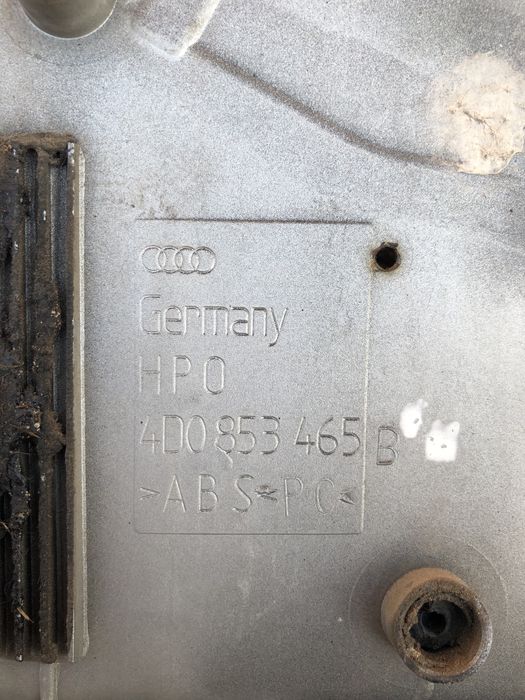 Germany
HPO
4D0 853 465 B
>ABS+PC<